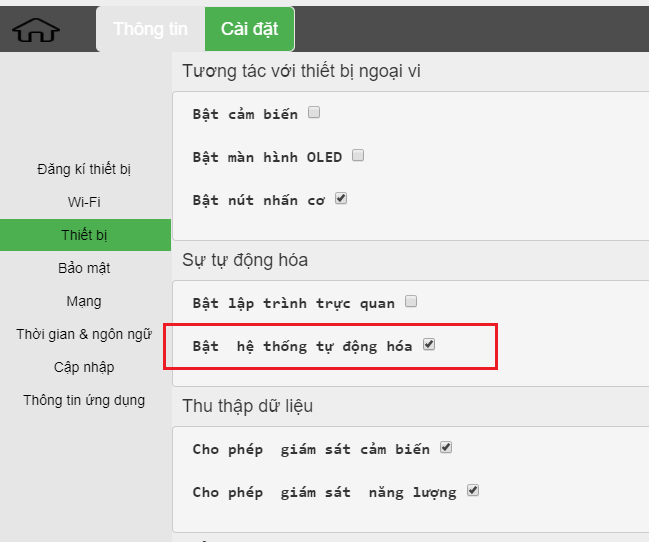 Thông tin
Cài đặt
Đăng kí thiết bị
Wi-Fi
Thiết bị
Bảo mật
Mạng
Thời gian & ngôn ngữ
Cập nhập
Thông tin ứng dụng
Tương tác với thiết bị ngoại vi
Bật cảm biến
Bật màn hình OLED
Bật nút nhấn cơ
Sự tự động hóa
Bật lập trình trực quan
Bật  hệ thống tự động hóa
Thu thập dữ liệu
Cho phép  giám sát cảm biến
Cho phép  giám sát  năng lượng